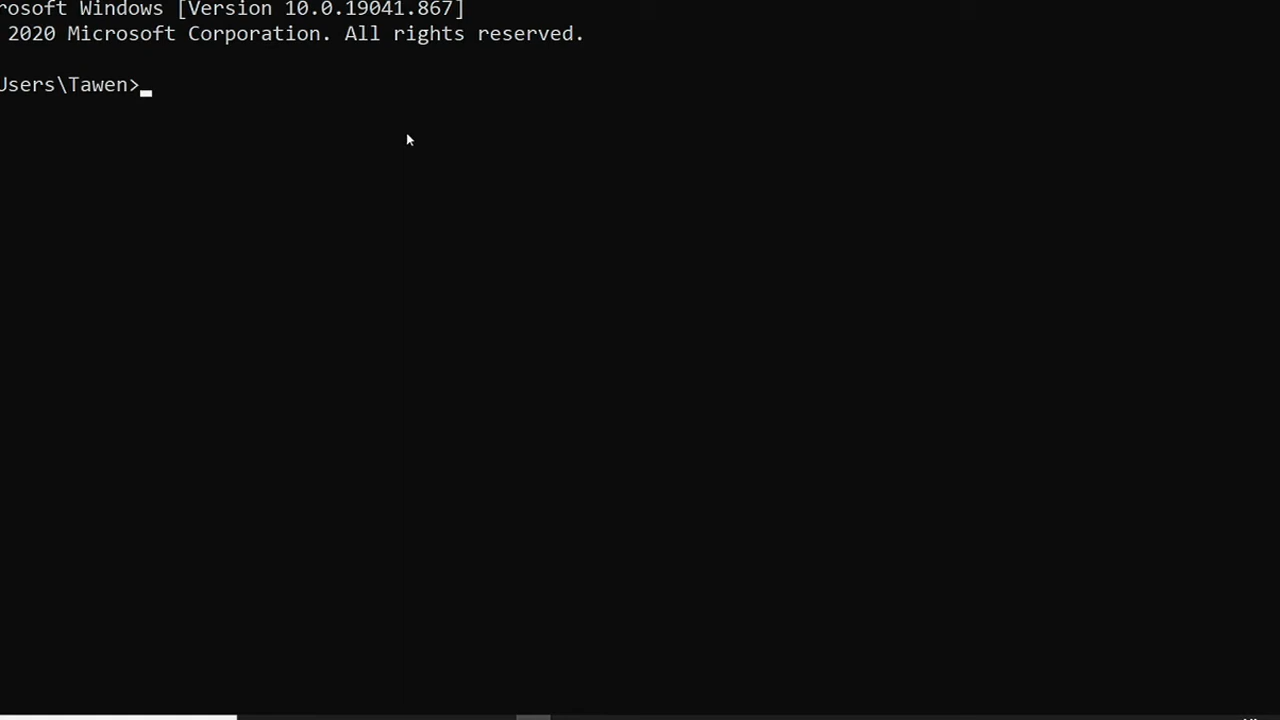 rosoft Windows [Version 10.0.19041.867]
2020 Microsoft Corporation. All rights reserved.
Users\Tawen>